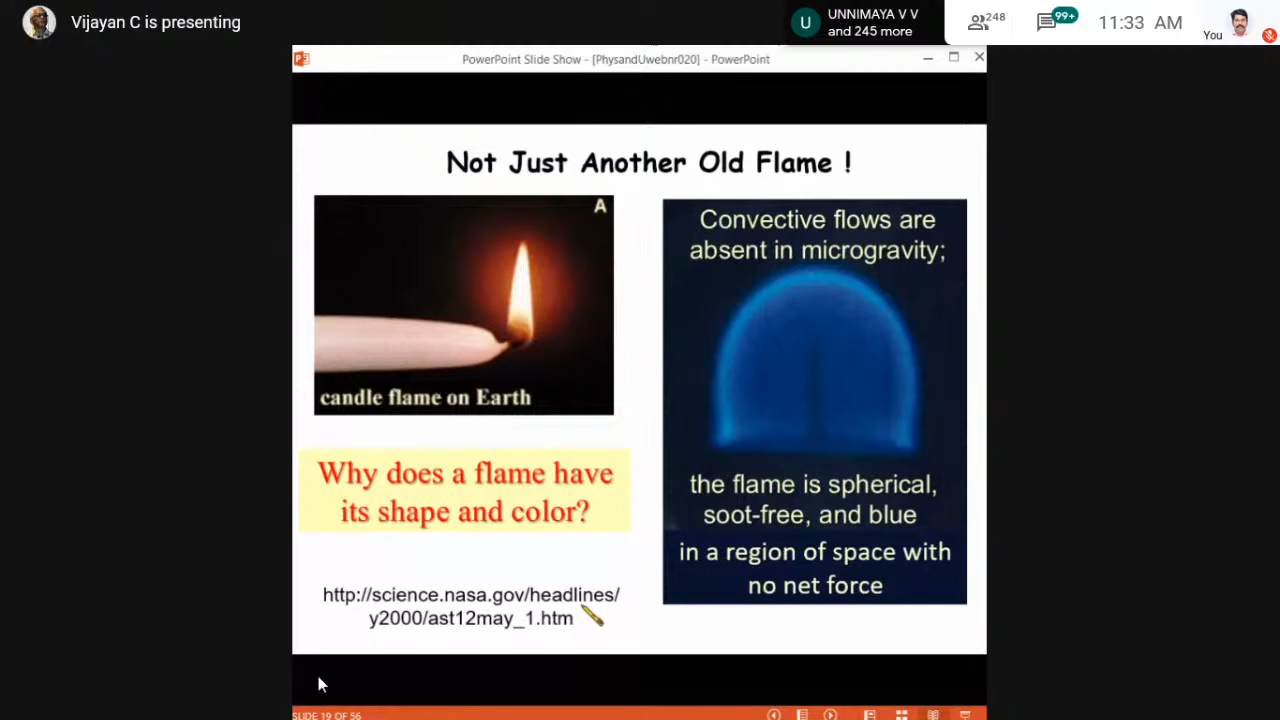 Vijayan C is presenting
U
UNNIMAYA V V
and 245 more
248
99+
11:33 AM
You
PowerPoint Slide Show - [PhysandUwebnr020] - PowerPoint
Not Just Another Old Flame !
A
candle flame on Earth
Why does a flame have
its shape and color?
http://science.nasa.gov/headlines/
y2000/ast12may_1.htm
Convective flows are
absent in microgravity;
the flame is spherical,
soot-free, and blue
in a region of space with
no net force
SLIDE 19 OF 56